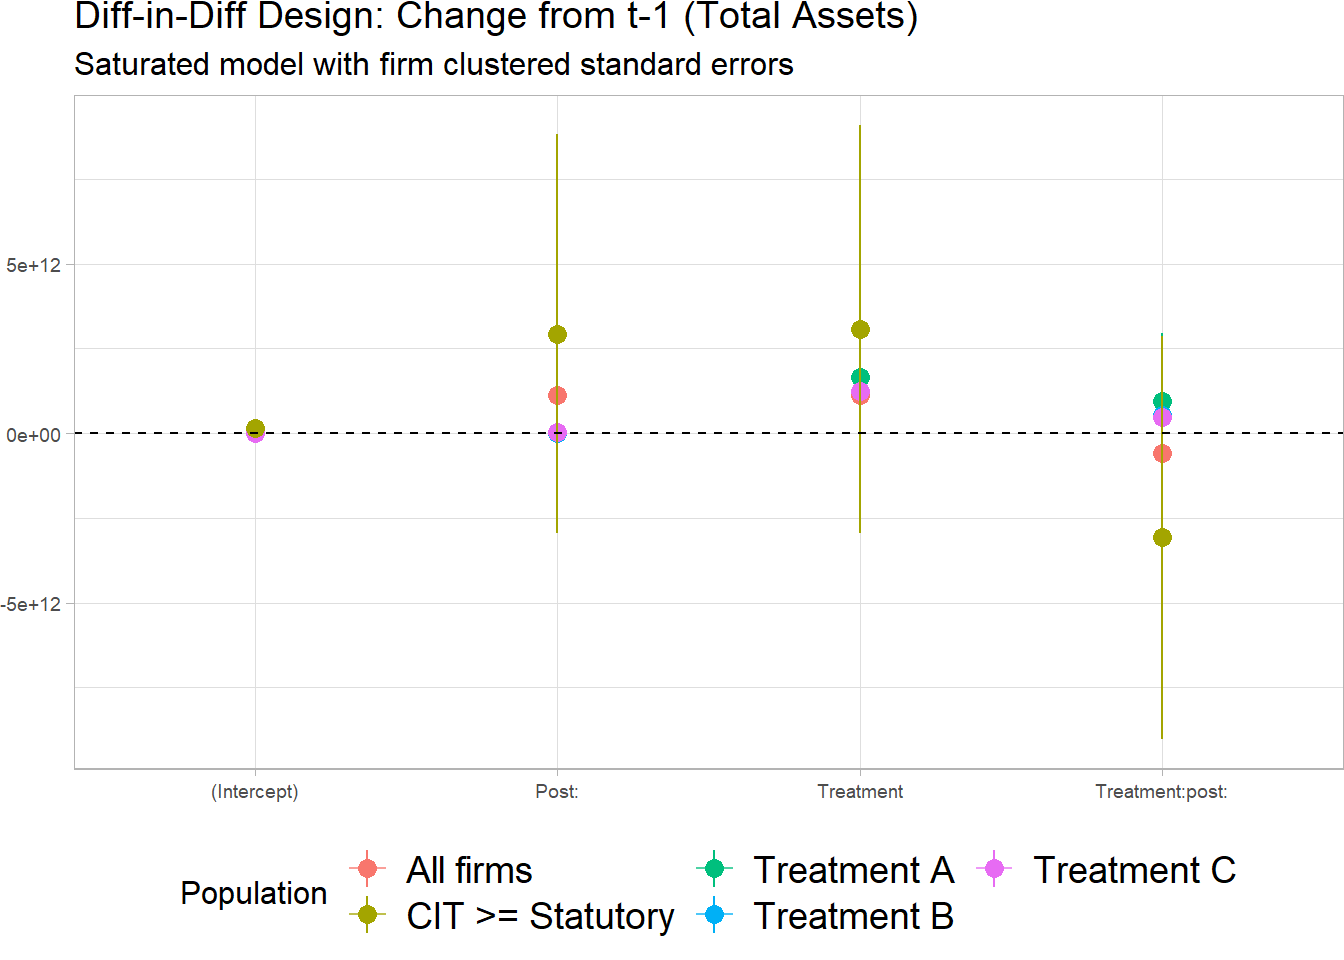 Diff-in-Diff Design: Change from t-1 (Total Assets)
Saturated model with firm clustered standard errors
5e+12
0e+00
-5e+12
(Intercept)
Post:
Treatment
Treatment:post:
Population
All firms
CIT >= Statutory
Treatment A
Treatment B
Treatment C